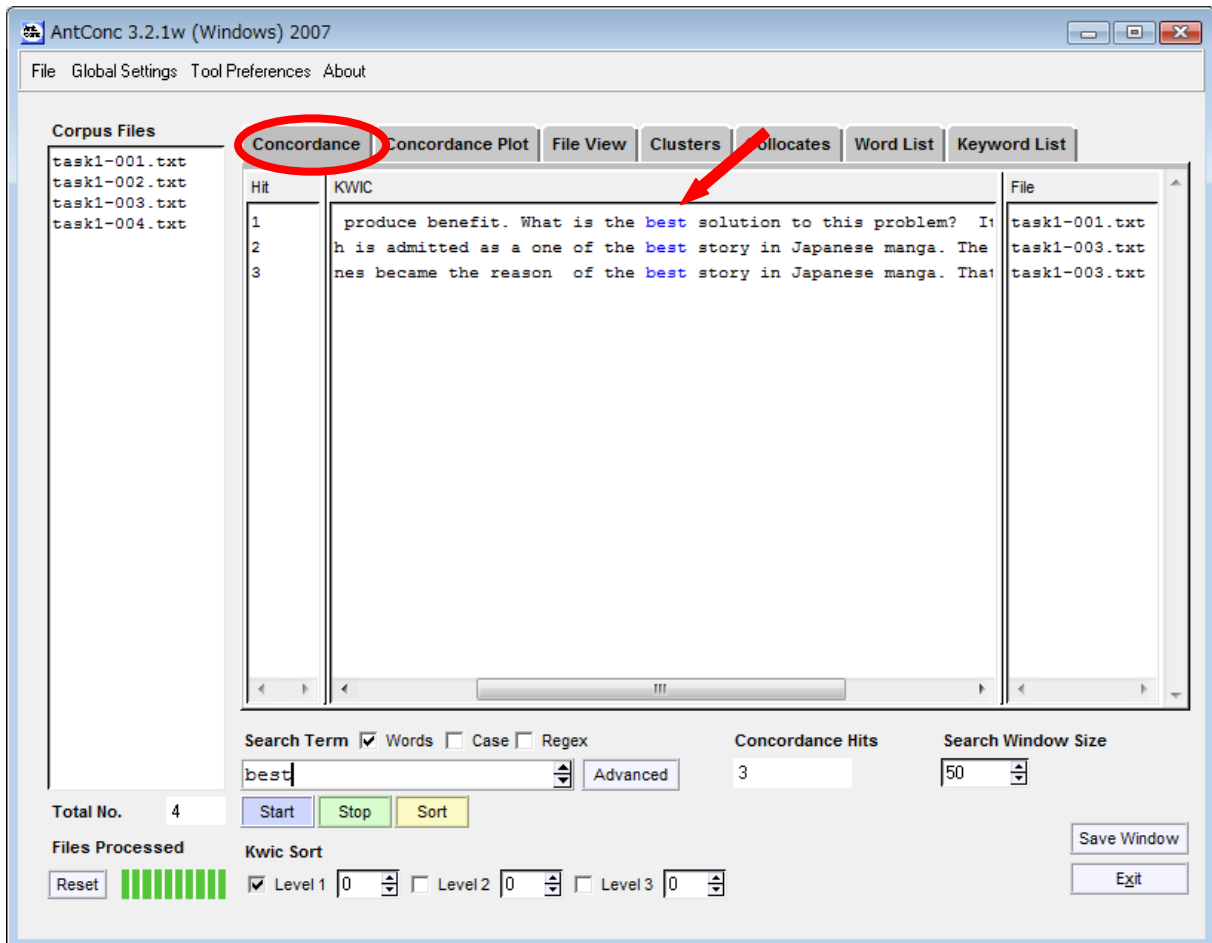 AntConc 3.2.1w (Windows) 2007
File Global Settings Tool Preferences About
Corpus Files
task1-001.txt
task1-002.txt
task1-003.txt
task1-004.txt
Concordance Concordance Plot File View Clusters Collocates Word List Keyword List
Hit KWIC File
1 produce benefit. What is the best solution to this problem? It task1-001.txt
2 h is admitted as a one of the best story in Japanese manga. The task1-003.txt
3 nes became the reason of the best story in Japanese manga. That task1-003.txt
Search Term Words Case Regex Concordance Hits Search Window Size
best Advanced 3 50
Total No. 4 Start Stop Sort
Files Processed Kwic Sort Save Window
Reset Level 1 0 Level 2 0 Level 3 0 Exit